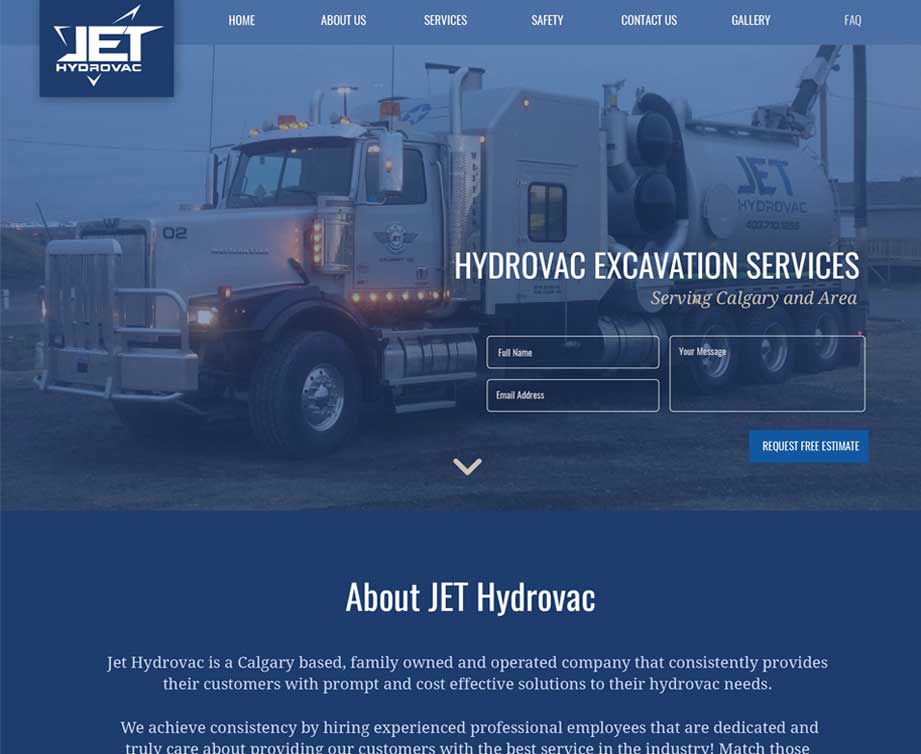 JET
HYDROVAC
HOME
ABOUT US
SERVICES
SAFETY
CONTACT US
GALLERY
FAQ
02
JET
JET
HYDROVAC
HYDROVAC EXCAVATION SERVICES
Serving Calgary and Area
Full Name
Your Message
Email Address
REQUEST FREE ESTIMATE
About JET Hydrovac
Jet Hydrovac is a Calgary based, family owned and operated company that consistently provides
their customers with prompt and cost effective solutions to their hydrovac needs.
We achieve consistency by hiring experienced professional employees that are dedicated and
truly care about providing our customers with the best service in the industry! Match those